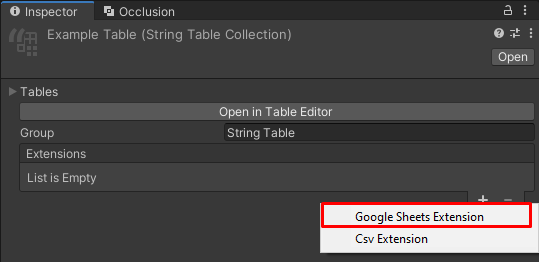 Inspector Occlusion
Example Table (String Table Collection)
Open
Tables
Open in Table Editor
Group String Table
Extensions
List is Empty
+ −
Google Sheets Extension
Csv Extension